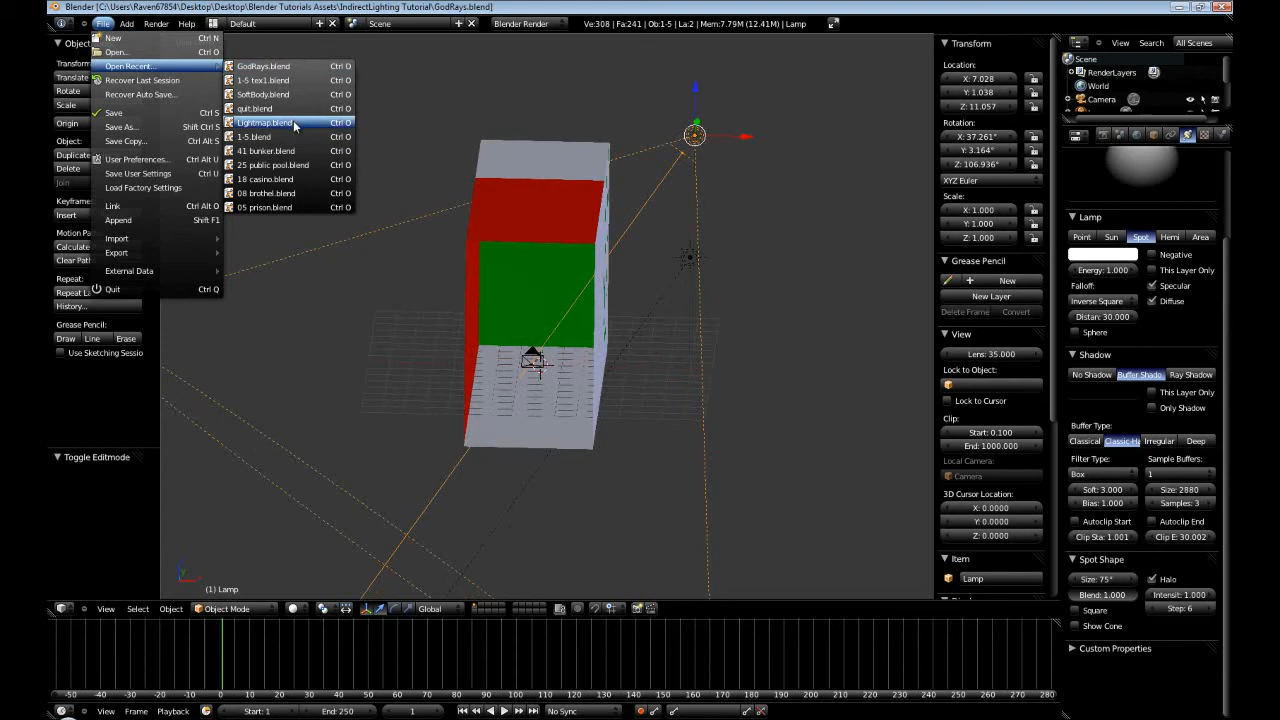 Blender [C:\Users\Raven67854\Desktop\Desktop\Blender Tutorials Assets\IndirectLighting Tutorial\GodRays.blend]
File Add Render Help Default Scene Blender Render Ve:308 | Fa:241 | Ob:1-5 | La:2 | Mem:7.79M (12.41M) | Lamp
New Ctrl N
Open... Ctrl O
Open Recent...
Recover Last Session
Recover Auto Save...
Save Ctrl S
Save As... Shift Ctrl S
Save Copy... Ctrl Alt S
User Preferences... Ctrl Alt U
Save User Settings Ctrl U
Load Factory Settings
Link Ctrl Alt O
Append Shift F1
Import
Export
External Data
Quit Ctrl Q
GodRays.blend Ctrl O
1-5 tex1.blend Ctrl O
SoftBody.blend Ctrl O
quit.blend Ctrl O
Lightmap.blend Ctrl O
1-5.blend Ctrl O
41 bunker.blend Ctrl O
25 public pool.blend Ctrl O
18 casino.blend Ctrl O
08 brothel.blend Ctrl O
05 prison.blend Ctrl O
Object
Transform
Translate
Rotate
Scale
Origin
Object:
Duplicate
Delete
Join
Keyframe
Insert
Motion Pa
Calculate
Clear Path
Repeat:
Repeat La
History...
Grease Pencil:
Draw Line Erase
Use Sketching Sessio
Toggle Editmode
(1) Lamp
Transform
Location:
X: 7.028
Y: 1.038
Z: 11.057
Rotation:
X: 37.261°
Y: 3.164°
Z: 106.936°
XYZ Euler
Scale:
X: 1.000
Y: 1.000
Z: 1.000
Grease Pencil
New
New Layer
Delete Frame Convert
View
Lens: 35.000
Lock to Object:
Lock to Cursor
Clip:
Start: 0.100
End: 1000.000
Local Camera:
Camera
3D Cursor Location:
X: 0.0000
Y: 0.0000
Z: 0.0000
Item
Lamp
View Search All Scenes
Scene
RenderLayers
World
Camera
Lamp
Point Sun Spot Hemi Area
Negative
Energy: 1.000 This Layer Only
Falloff: Specular
Inverse Square Diffuse
Distan: 30.000
Sphere
Shadow
No Shadow Buffer Shado Ray Shadow
This Layer Only
Only Shadow
Buffer Type:
Classical Classic-Ha Irregular Deep
Filter Type: Sample Buffers:
Box 1
Soft: 3.000 Size: 2880
Bias: 1.000 Samples: 3
Autoclip Start Autoclip End
Clip Sta: 1.001 Clip E: 30.002
Spot Shape
Size: 75° Halo
Blend: 1.000 Intensit: 1.000
Square Step: 6
Show Cone
Custom Properties
View Select Object Object Mode Global
-50 -40 -30 -20 -10 0 10 20 30 40 50 60 70 80 90 100 110 120 130 140 150 160 170 180 190 200 210 220 230 240 250 260 270 280
View Frame Playback Start: 1 End: 250 1 No Sync